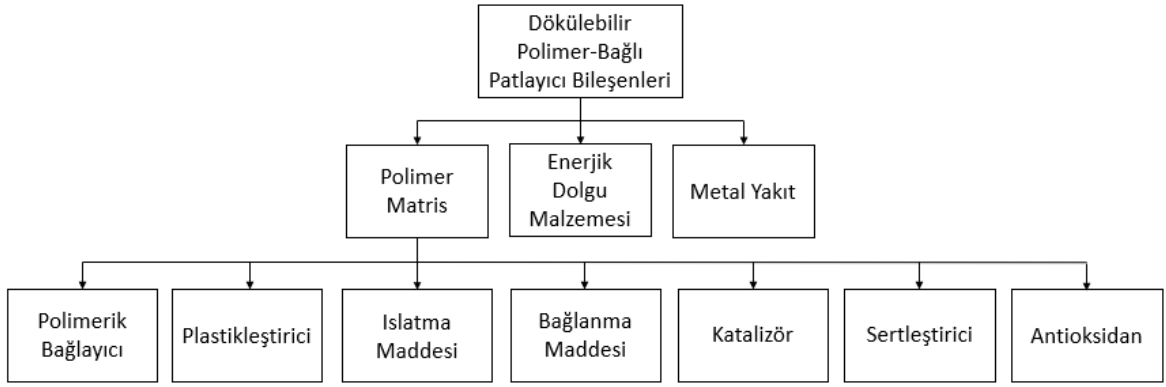 Dökülebilir
Polimer-Bağlı
Patlayıcı Bileşenleri
Polimer
Matris
Enerjik
Dolgu
Malzemesi
Metal Yakıt
Polimerik
Bağlayıcı
Plastikleştirici
Islatma
Maddesi
Bağlanma
Maddesi
Katalizör
Sertleştirici
Antioksidan